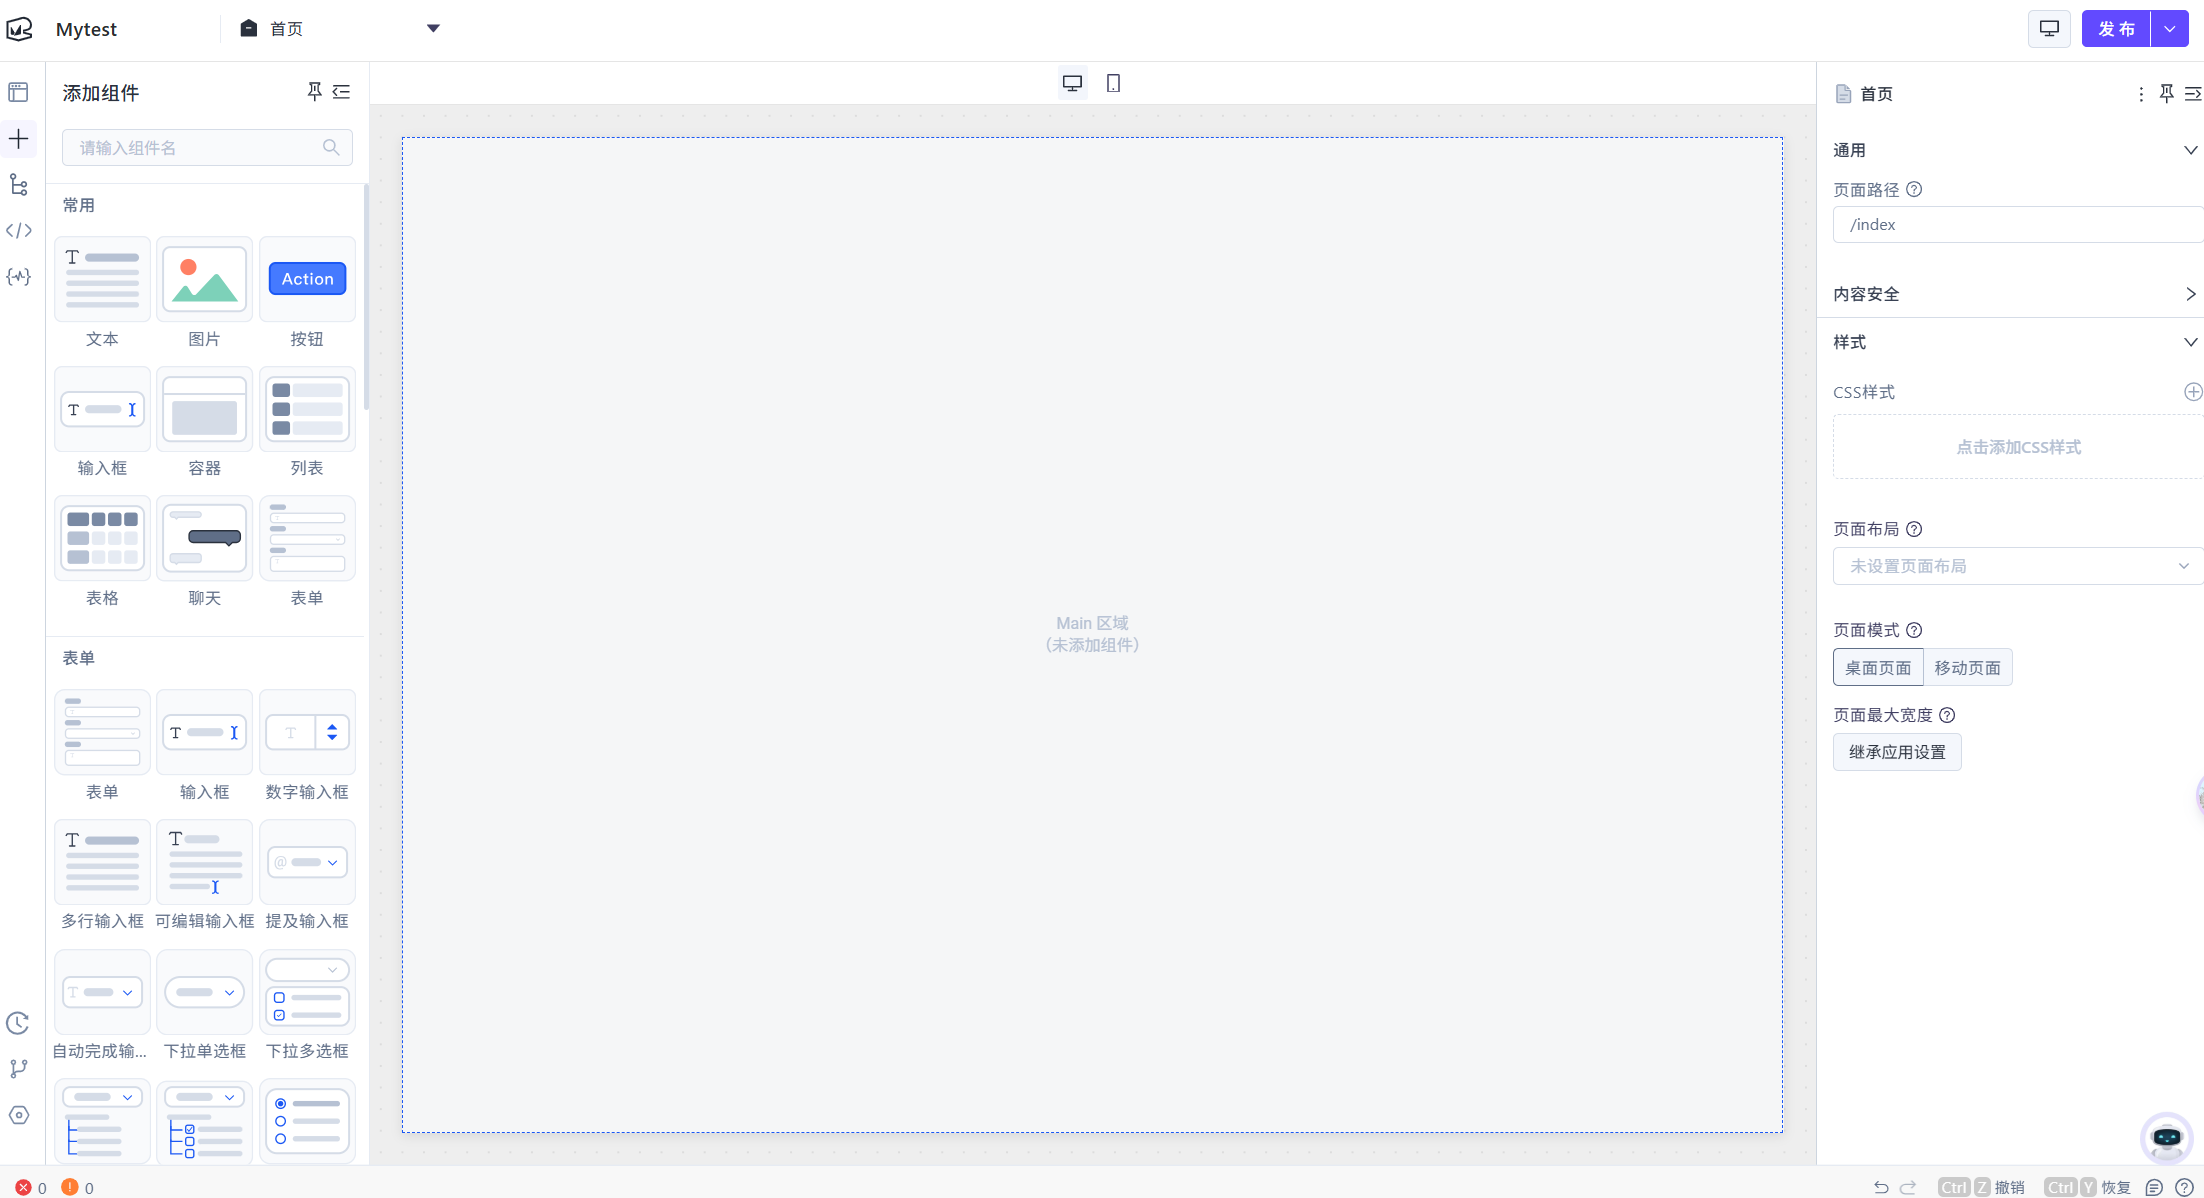 Mytest
首页
发布
添加组件
请输入组件名
常用
Action
文本
图片
按钮
输入框
容器
列表
表格
聊天
表单
表单
表单
输入框
数字输入框
多行输入框
可编辑输入框
提及输入框
自动完成输...
下拉单选框
下拉多选框
Main 区域
(未添加组件)
首页
通用
页面路径
/index
内容安全
样式
CSS样式
点击添加CSS样式
页面布局
未设置页面布局
页面模式
桌面页面
移动页面
页面最大宽度
继承应用设置
0
0
Ctrl Z 撤销
Ctrl Y 恢复